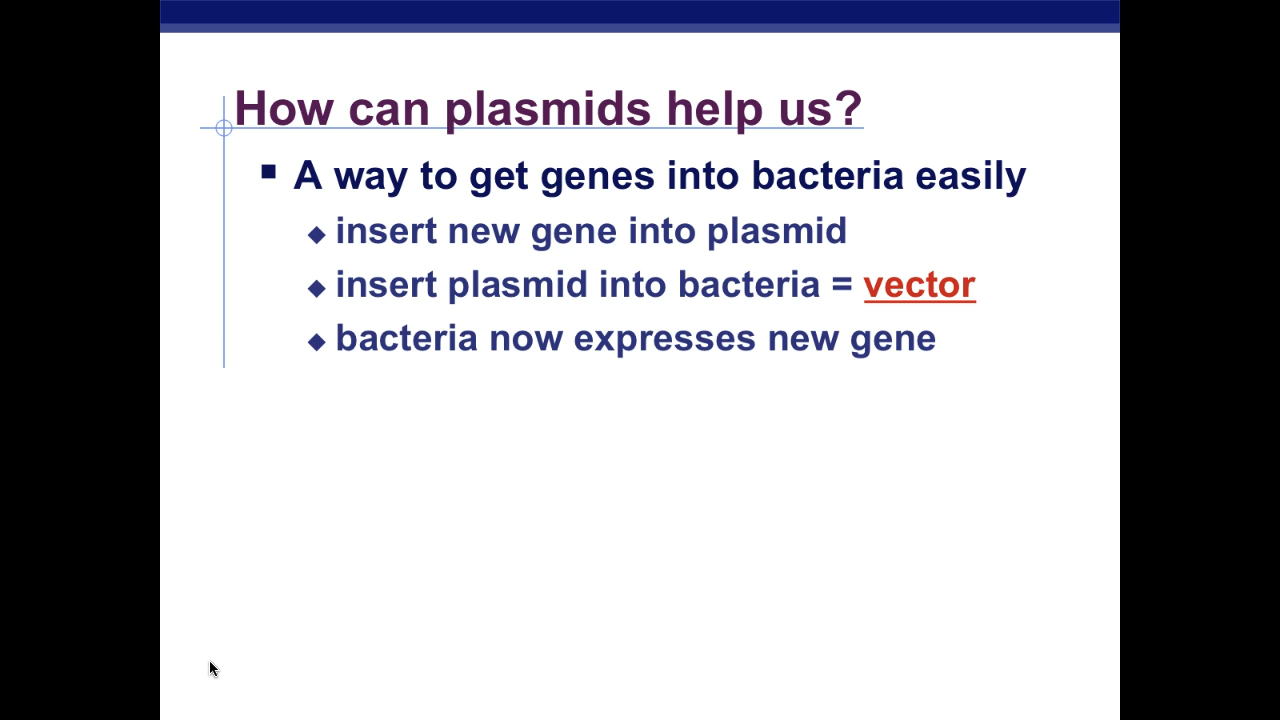 How can plasmids help us?
A way to get genes into bacteria easily
insert new gene into plasmid
insert plasmid into bacteria = vector
bacteria now expresses new gene